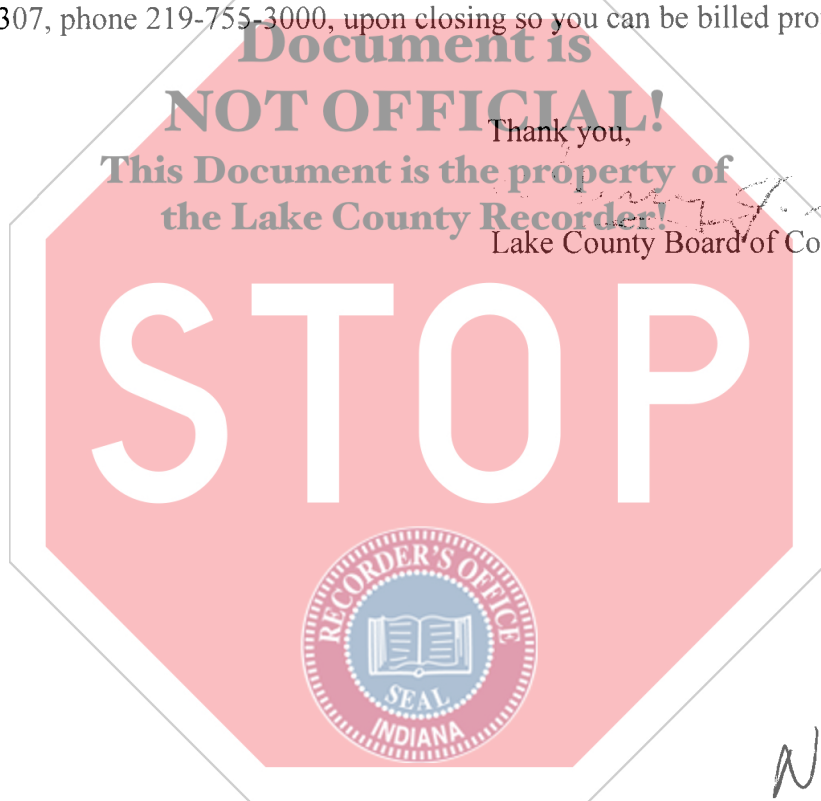 307, phone 219-755-3000, upon closing so you can be billed pro
Document is
NOT OFFICIAL!
Thank you,
This Document is the property of
the Lake County Recorder!
Lake County Board of Co
STOP
RECORDER'S OFFICE
SEAL
INDIANA
N